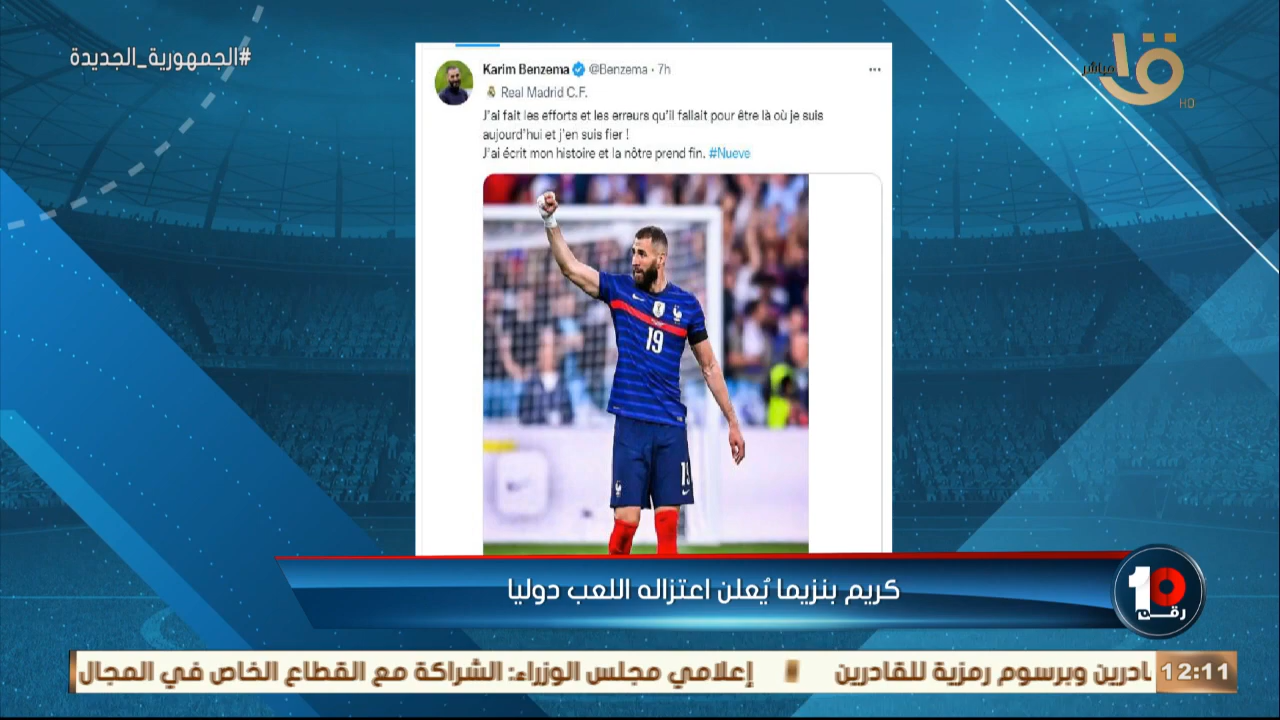 #الجمهورية_الجديدة
مباشر
HD
Karim Benzema @Benzema · 7h
Real Madrid C.F.
J'ai fait les efforts et les erreurs qu'il fallait pour être là où je suis
aujourd'hui et j'en suis fier !
J'ai écrit mon histoire et la nôtre prend fin. #Nueve
19
19
كريم بنزيما يُعلن اعتزاله اللعب دوليا
رقم 10
إعلامي مجلس الوزراء: الشراكة مع القطاع الخاص في المجال
وبرسوم رمزية للقادرين
12:11